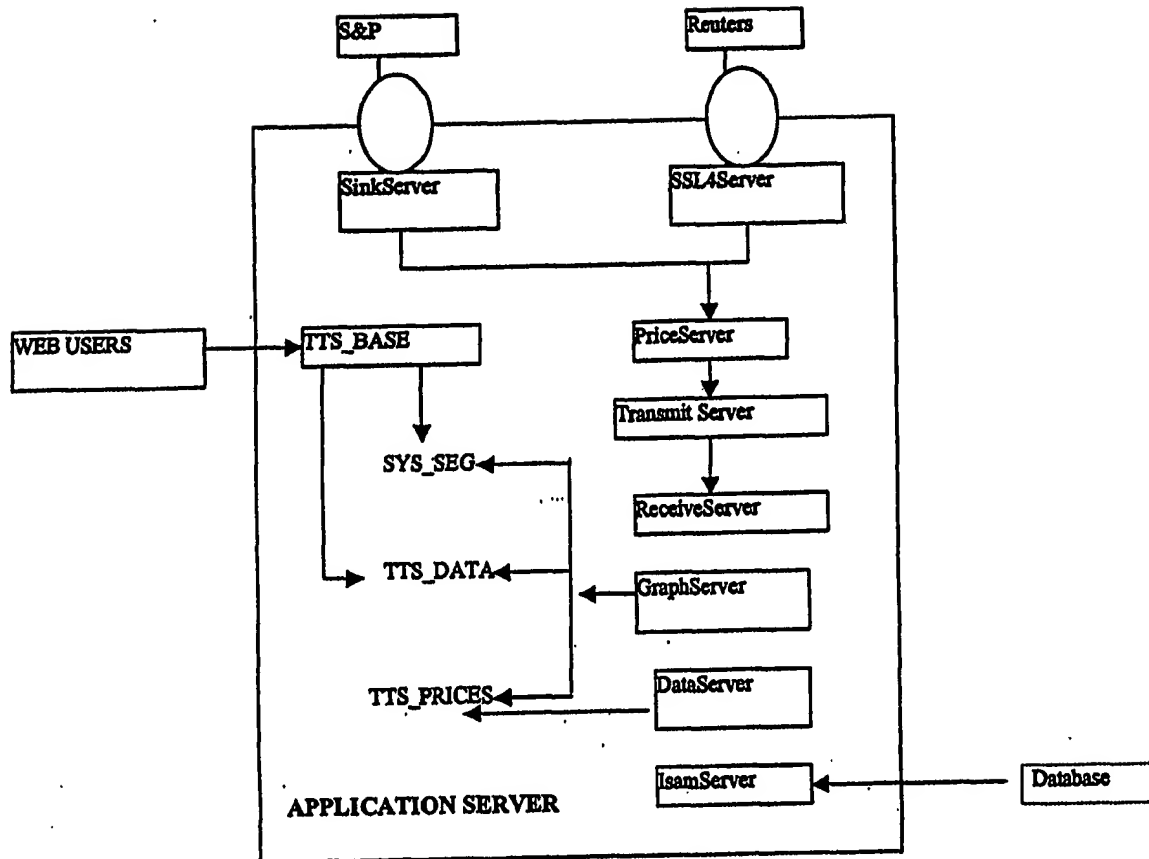 S&P
Reuters
SinkServer
SSL4Server
WEB USERS
TTS_BASE
PriceServer
Transmit Server
SYS_SEG
ReceiveServer
TTS_DATA
GraphServer
TTS_PRICES
DataServer
IsamServer
Database
APPLICATION SERVER